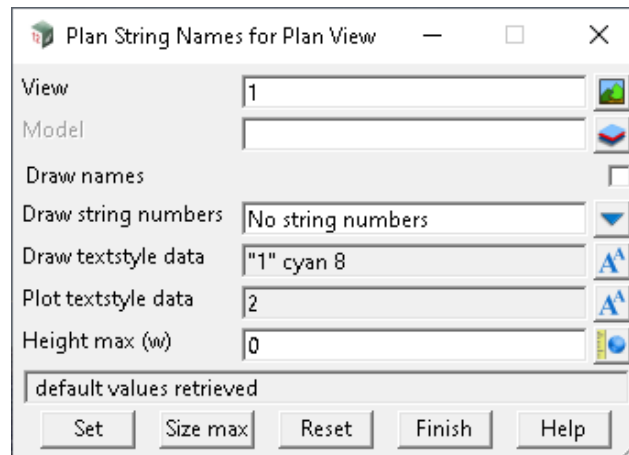 Plan String Names for Plan View
View 1
Model
Draw names
Draw string numbers No string numbers
Draw textstyle data "1" cyan 8
Plot textstyle data 2
Height max (w) 0
default values retrieved
Set Size max Reset Finish Help